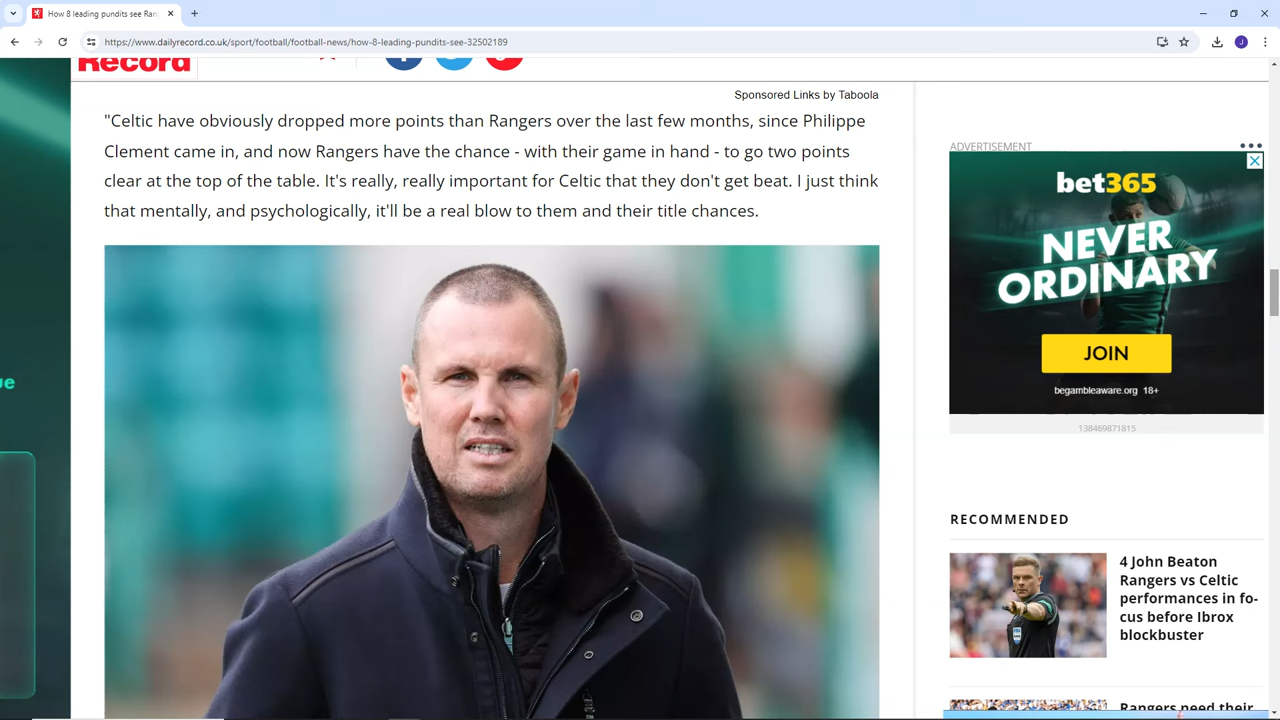 How 8 leading pundits see Ran
https://www.dailyrecord.co.uk/sport/football/football-news/how-8-leading-pundits-see-32502189
J
Record
Sponsored Links by Taboola
"Celtic have obviously dropped more points than Rangers over the last few months, since Philippe
Clement came in, and now Rangers have the chance - with their game in hand - to go two points
clear at the top of the table. It's really, really important for Celtic that they don't get beat. I just think
that mentally, and psychologically, it'll be a real blow to them and their title chances.
ue
ADVERTISEMENT
bet365
NEVER
ORDINARY
JOIN
begambleaware.org 18+
138469871815
RECOMMENDED
4 John Beaton
Rangers vs Celtic
performances in fo-
cus before Ibrox
blockbuster
Rangers need their